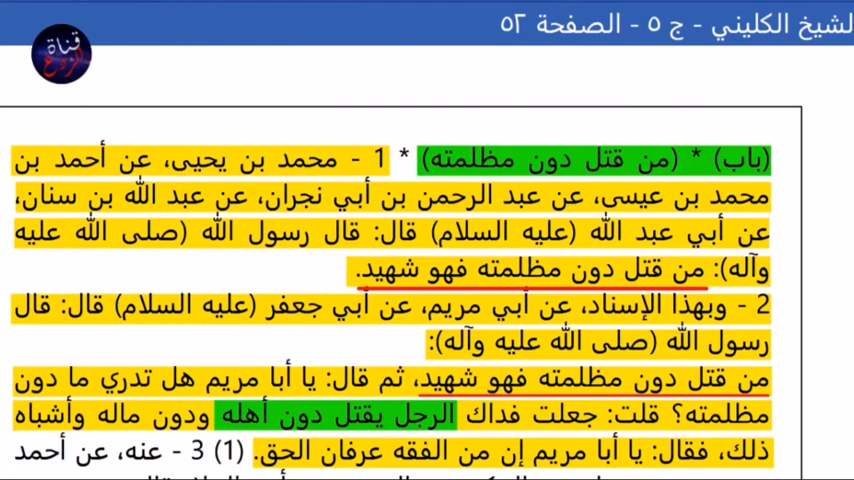 لشيخ الكليني - ج ٥ - الصفحة ٥٢
قناة
الردع
(باب) * (من قتل دون مظلمته) * 1 - محمد بن يحيى، عن أحمد بن
محمد بن عيسى، عن عبد الرحمن بن أبي نجران، عن عبد الله بن سنان،
عن أبي عبد الله (عليه السلام) قال: قال رسول الله (صلى الله عليه
وآله): من قتل دون مظلمته فهو شهيد.
2 - وبهذا الإسناد، عن أبي مريم، عن أبي جعفر (عليه السلام) قال: قال
رسول الله (صلى الله عليه وآله):
من قتل دون مظلمته فهو شهيد، ثم قال: يا أبا مريم هل تدري ما دون
مظلمته؟ قلت: جعلت فداك الرجل يقتل دون أهله ودون ماله وأشباه
ذلك، فقال: يا أبا مريم إن من الفقه عرفان الحق. (1) 3 - عنه، عن أحمد